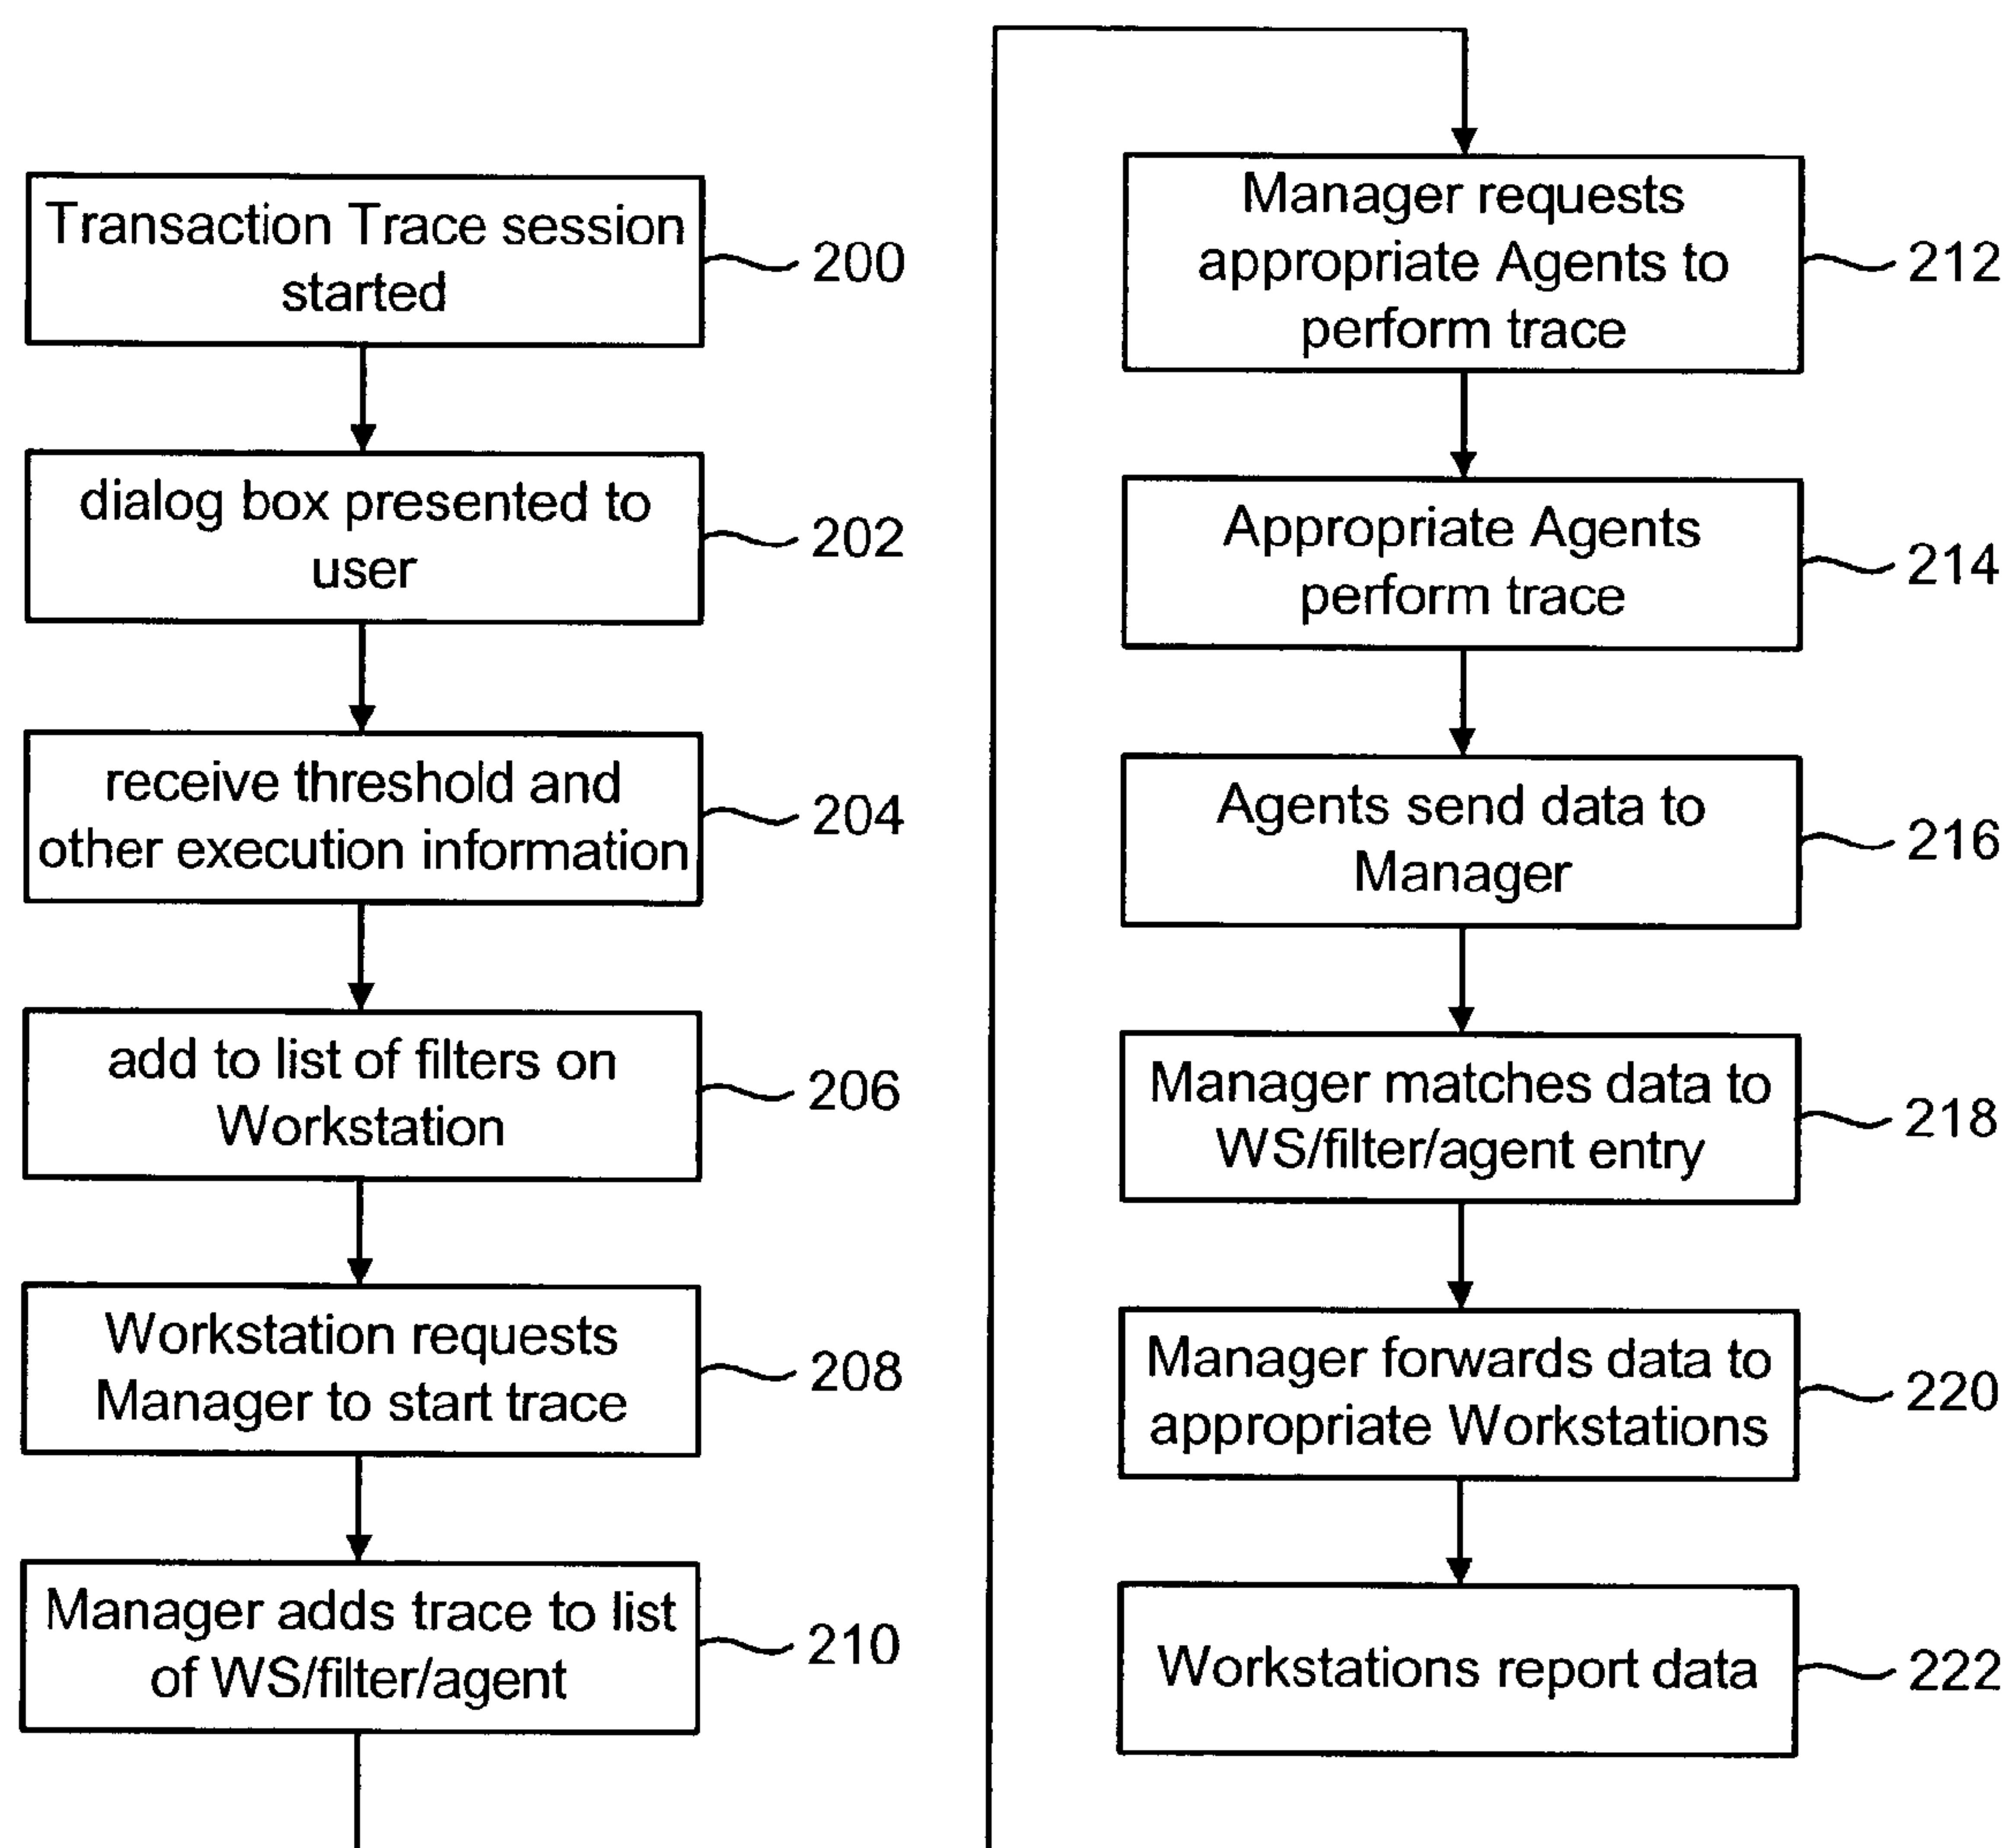 Transaction Trace session
started
200
dialog box presented to
user
202
receive threshold and
other execution information
204
add to list of filters on
Workstation
206
Workstation requests
Manager to start trace
208
Manager adds trace to list
of WS/filter/agent
210
Manager requests
appropriate Agents to
perform trace
212
Appropriate Agents
perform trace
214
Agents send data to
Manager
216
Manager matches data to
WS/filter/agent entry
218
Manager forwards data to
appropriate Workstations
220
Workstations report data
222